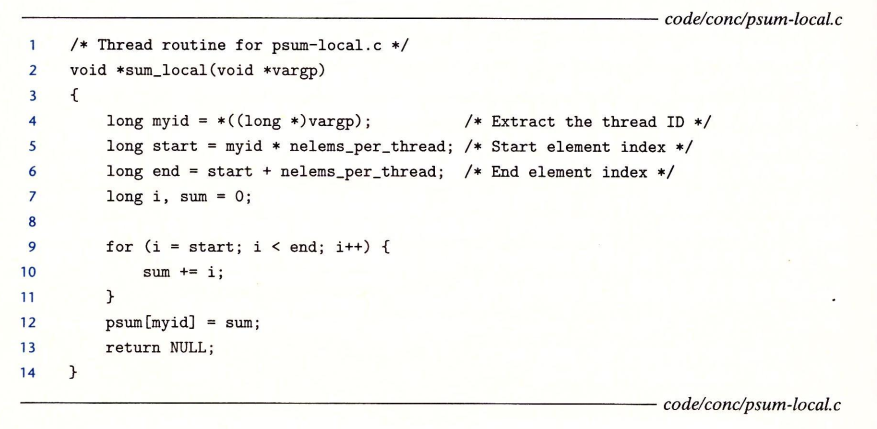 code/conc/psum-local.c
1 /* Thread routine for psum-local.c */
2 void *sum_local(void *vargp)
3 {
4 long myid = *((long *)vargp); /* Extract the thread ID */
5 long start = myid * nelems_per_thread; /* Start element index */
6 long end = start + nelems_per_thread; /* End element index */
7 long i, sum = 0;
8
9 for (i = start; i < end; i++) {
10 sum += i;
11 }
12 psum[myid] = sum;
13 return NULL;
14 }
code/conc/psum-local.c